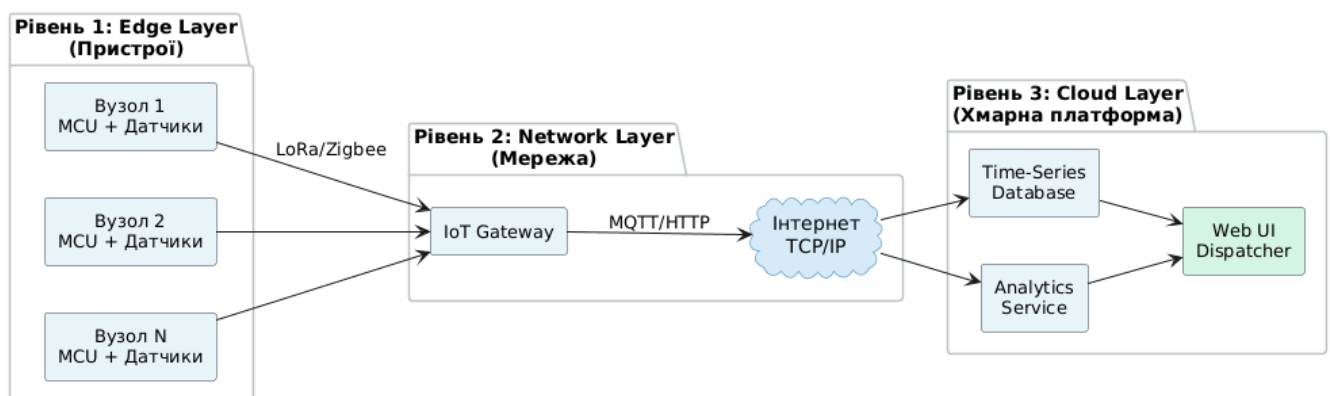 Рівень 1: Edge Layer
(Пристрої)
Вузол 1
MCU + Датчики
LoRa/Zigbee
Вузол 2
MCU + Датчики
Вузол N
MCU + Датчики
Рівень 2: Network Layer
(Мережа)
IoT Gateway
MQTT/HTTP
Інтернет
TCP/IP
Рівень 3: Cloud Layer
(Хмарна платформа)
Time-Series
Database
Analytics
Service
Web UI
Dispatcher